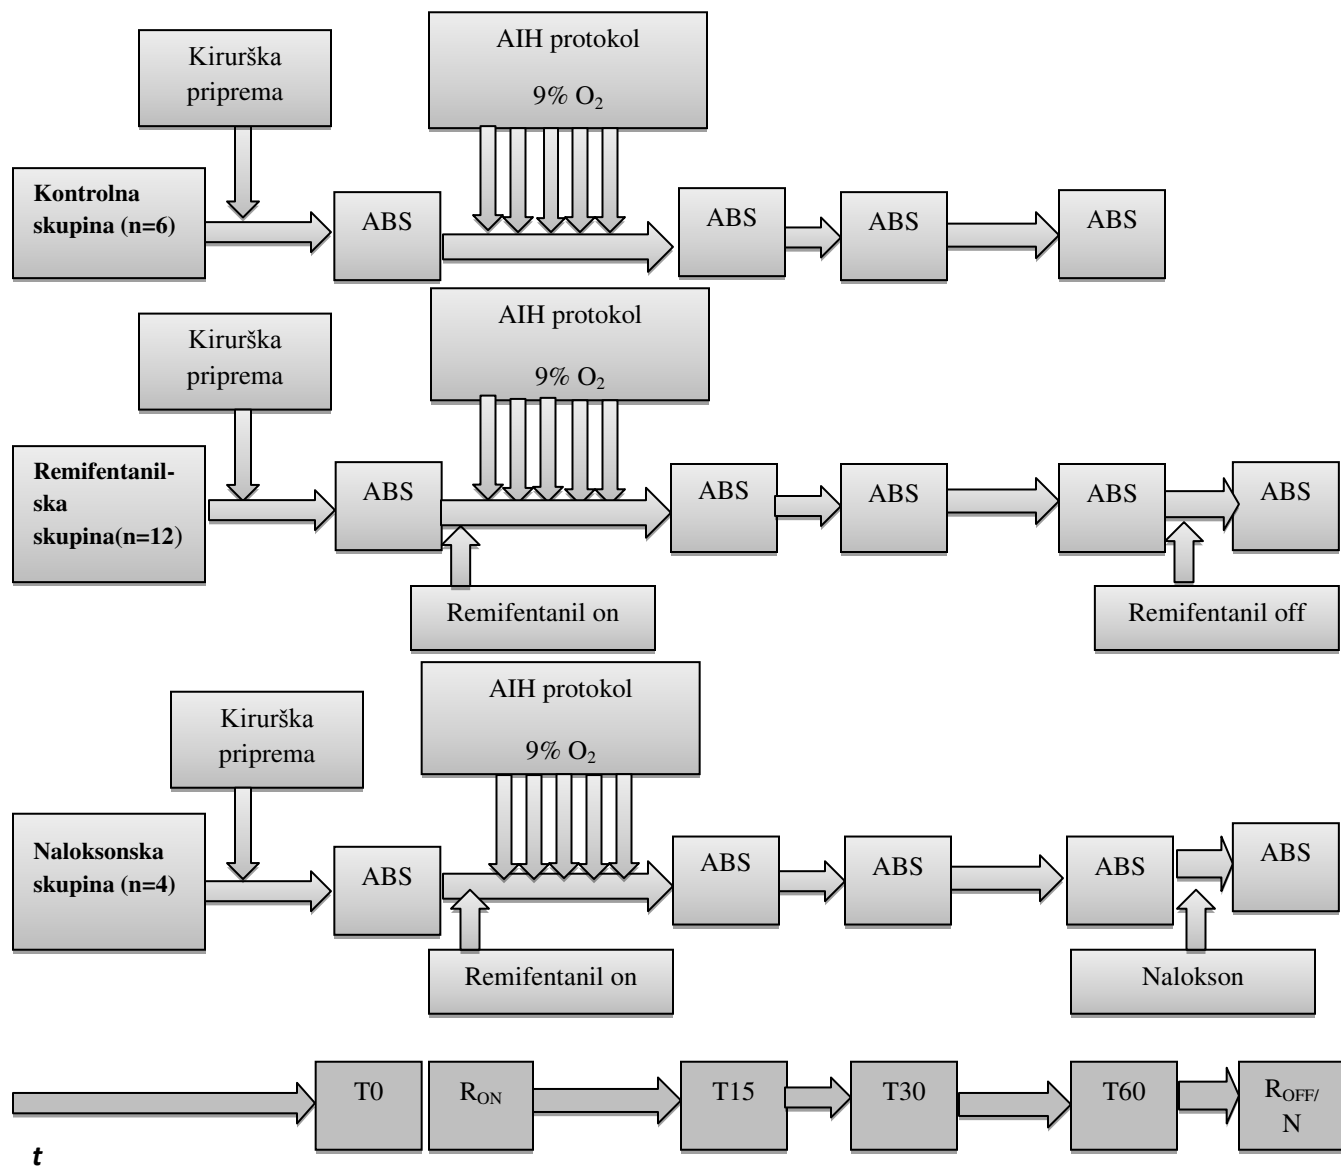 Kirurška
priprema
AIH protokol
9% O₂
Kontrolna
skupina (n=6)
ABS
ABS
ABS
ABS
Kirurška
priprema
AIH protokol
9% O₂
Remifentanil-
ska
skupina(n=12)
ABS
ABS
ABS
ABS
ABS
Remifentanil on
Remifentanil off
Kirurška
priprema
AIH protokol
9% O₂
Naloksonska
skupina (n=4)
ABS
ABS
ABS
ABS
ABS
Remifentanil on
Nalokson
T0
R_ON
T15
T30
T60
R_OFF/
N
t